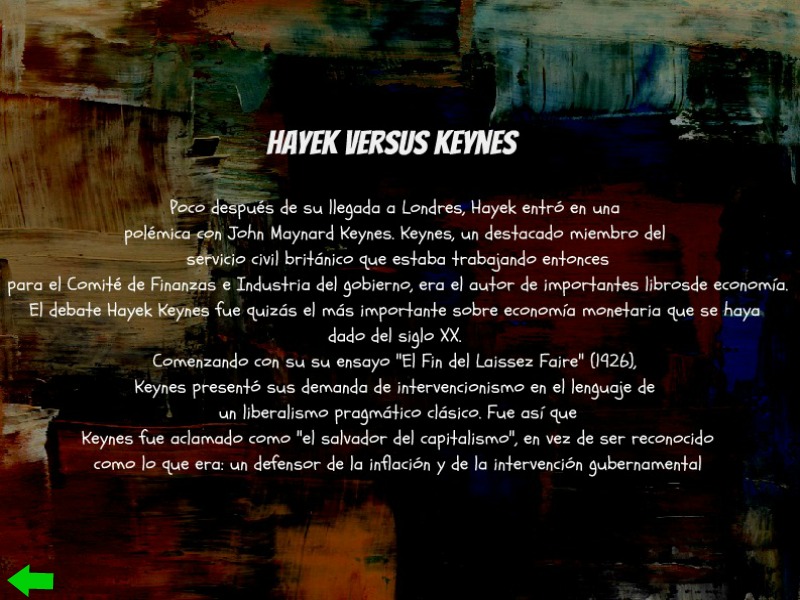 HAYEK VERSUS KEYNES
Poco después de su llegada a Londres, Hayek entró en una
polémica con John Maynard Keynes. Keynes, un destacado miembro del
servicio civil británico que estaba trabajando entonces
para el Comité de Finanzas e Industria del gobierno, era el autor de importantes librosde economía.
El debate Hayek Keynes fue quizás el más importante sobre economía monetaria que se haya
dado del siglo XX.
Comenzando con su su ensayo "El Fin del Laissez Faire" (1926),
Keynes presentó sus demanda de intervencionismo en el lenguaje de
un liberalismo pragmático clásico. Fue así que
Keynes fue aclamado como "el salvador del capitalismo", en vez de ser reconocido
como lo que era: un defensor de la inflación y de la intervención gubernamental